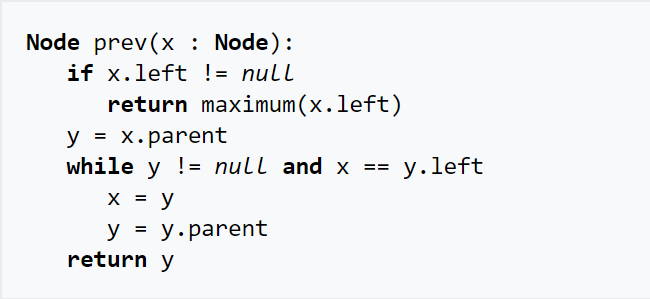 Node prev(x : Node):
   if x.left != null
      return maximum(x.left)
   y = x.parent
   while y != null and x == y.left
      x = y
      y = y.parent
   return y